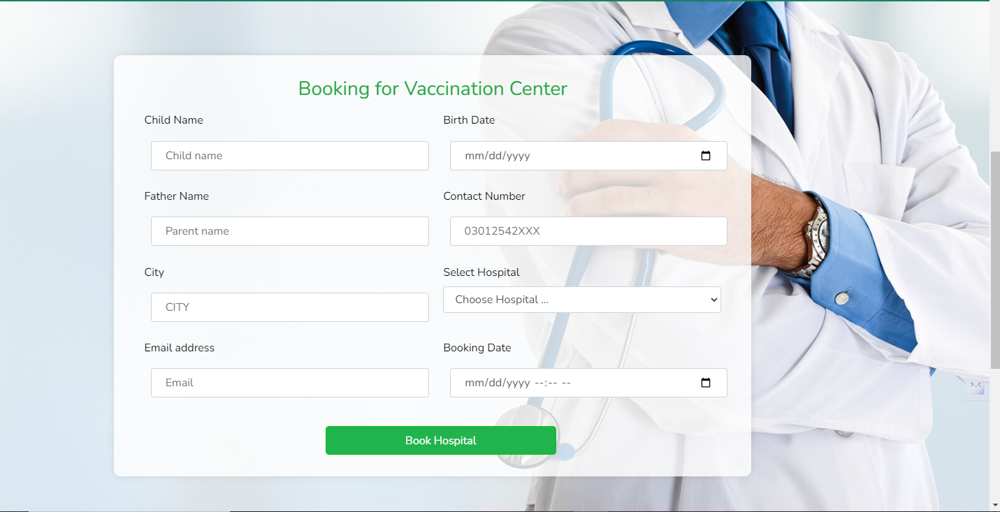 Booking for Vaccination Center
Child Name
Birth Date
Child name
mm/dd/yyyy
Father Name
Contact Number
Parent name
03012542XXX
City
Select Hospital
CITY
Choose Hospital ...
Email address
Booking Date
Email
mm/dd/yyyy --:-- --
Book Hospital